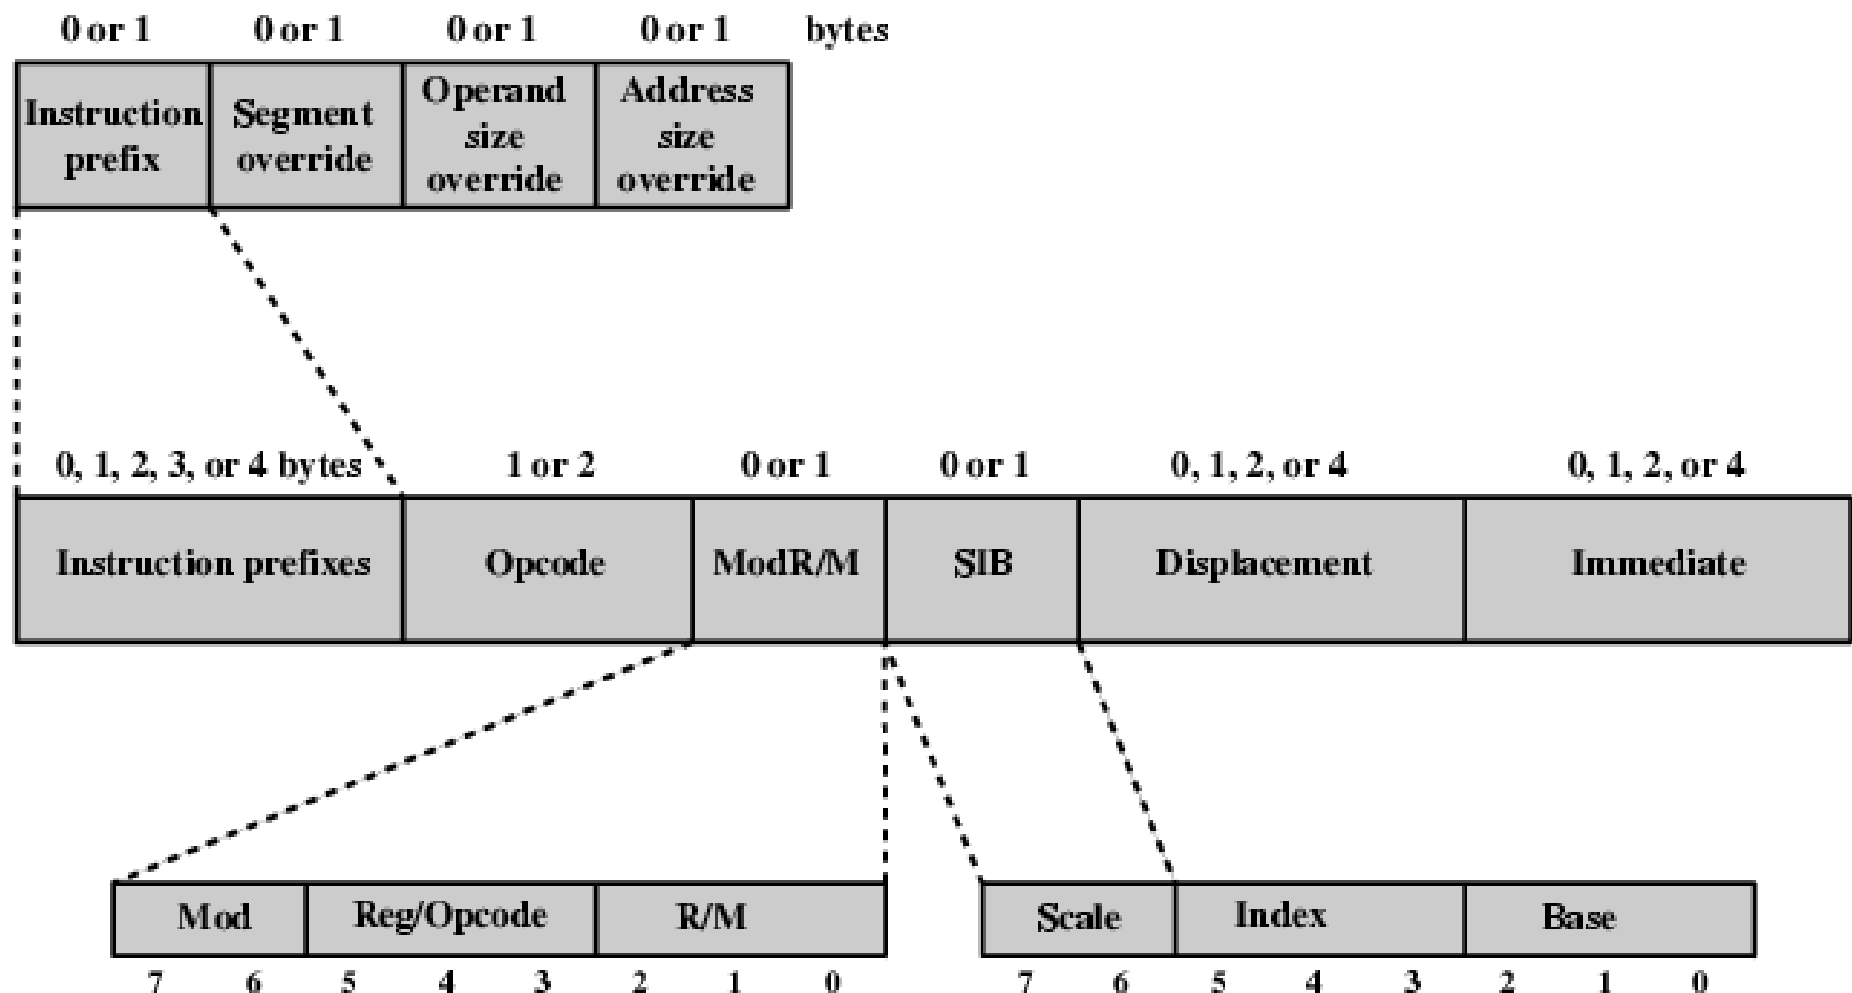 0 or 1 0 or 1 0 or 1 0 or 1 bytes
Instruction prefix
Segment override
Operand size override
Address size override
0, 1, 2, 3, or 4 bytes 1 or 2 0 or 1 0 or 1 0, 1, 2, or 4 0, 1, 2, or 4
Instruction prefixes Opcode ModR/M SIB Displacement Immediate
Mod Reg/Opcode R/M Scale Index Base
7 6 5 4 3 2 1 0 7 6 5 4 3 2 1 0